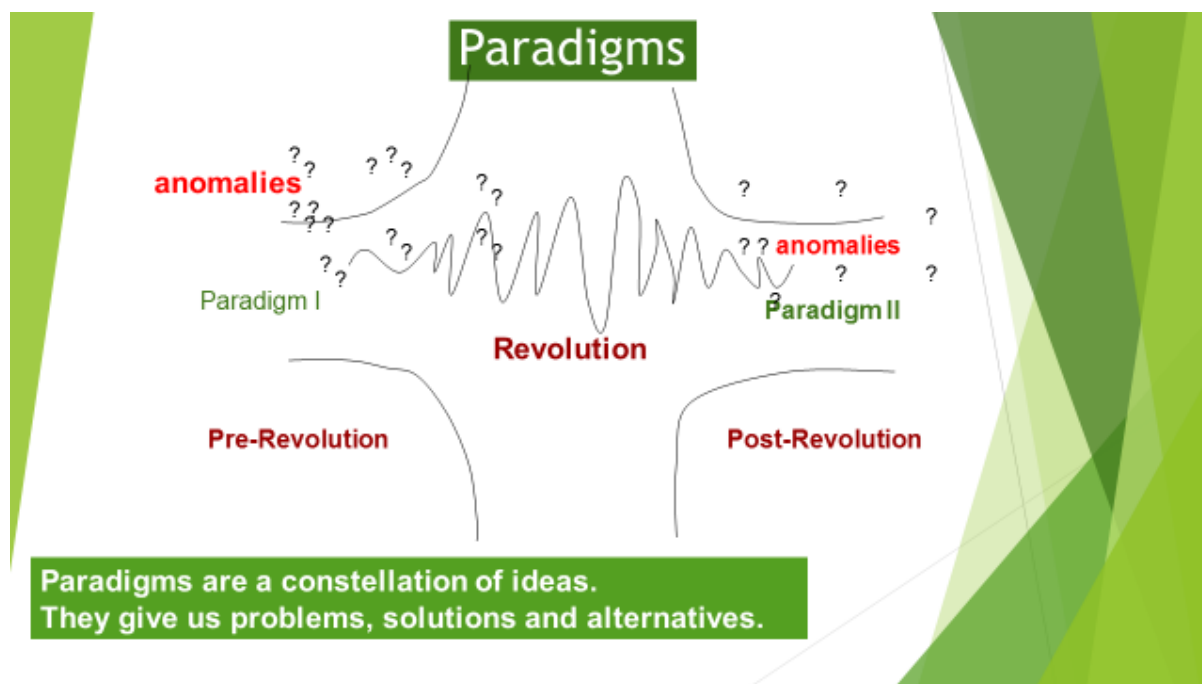 Paradigms
? ? ? ? ?
? ? ? ? ?
anomalies
? ? ? ?
? ? ? ? ?
? ? ? ? anomalies
? ? ? ?
Paradigm I
?
Paradigm II
Revolution
Pre-Revolution
Post-Revolution
Paradigms are a constellation of ideas.
They give us problems, solutions and alternatives.